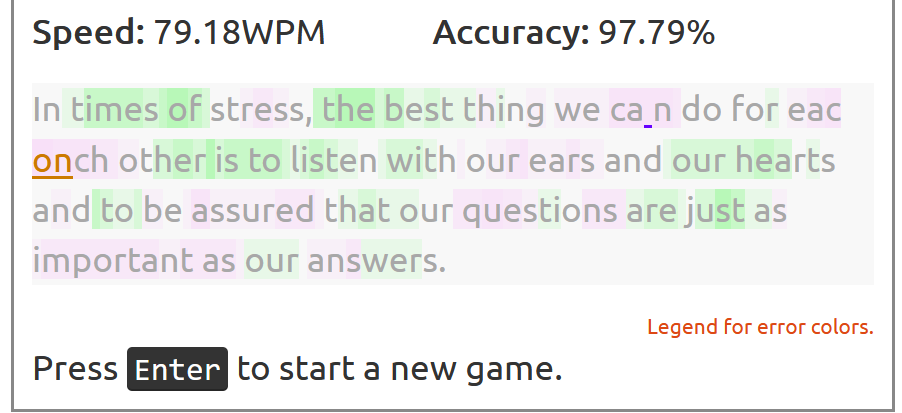 Speed: 79.18WPM Accuracy: 97.79%
In times of stress, the best thing we ca_n do for eac
onch other is to listen with our ears and our hearts
and to be assured that our questions are just as
important as our answers.
Legend for error colors.
Press Enter to start a new game.